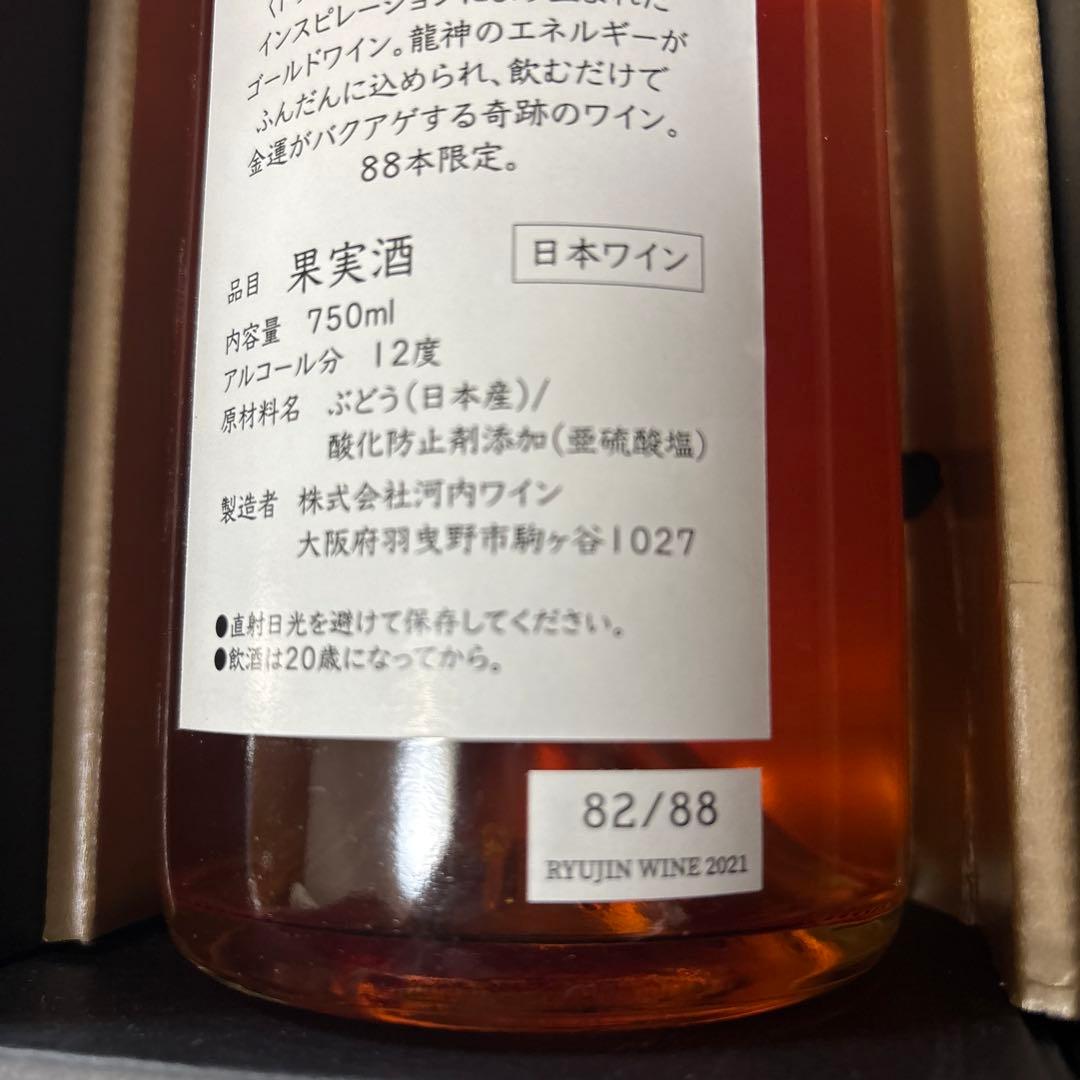 インスピレーションにより生まれた
ゴールドワイン。龍神のエネルギーが
ふんだんに込められ、飲むだけで
金運がバクアゲする奇跡のワイン。
88本限定。
品目 果実酒 日本ワイン
内容量 750ml
アルコール分 12度
原材料名 ぶどう(日本産)/
酸化防止剤添加(亜硫酸塩)
製造者 株式会社河内ワイン
大阪府羽曳野市駒ヶ谷1027
●直射日光を避けて保存してください。
●飲酒は20歳になってから。
82/88
RYUJIN WINE 2021